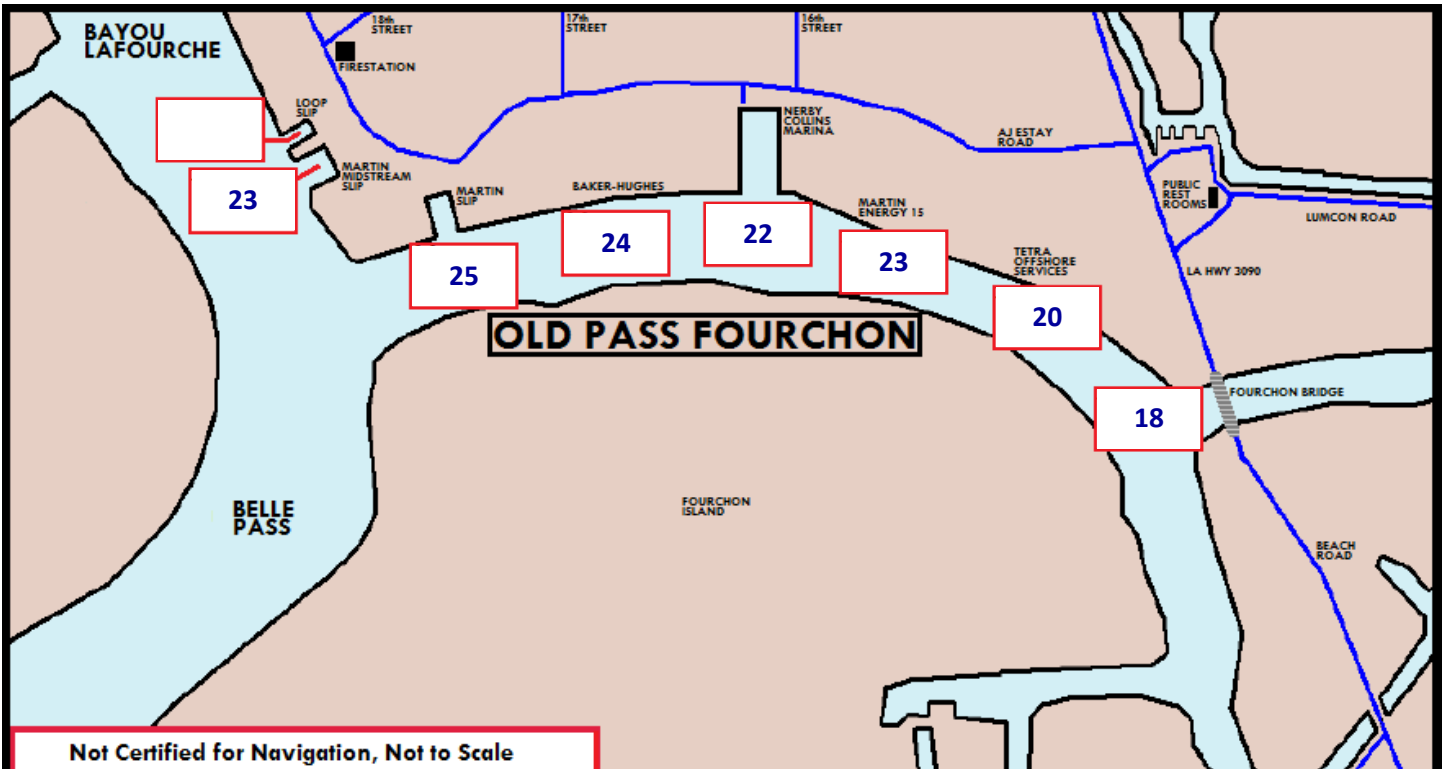 BAYOU
LAFOURCHE
18th
STREET
17th
STREET
16th
STREET
FIRESTATION
LOOP
SLIP
NERBY
COLLINS
MARINA
AJ ESTAY
ROAD
MARTIN
MIDSTREAM
SLIP
23
MARTIN
SLIP
BAKER-HUGHES
MARTIN
ENERGY 15
PUBLIC
REST
ROOMS
LUMCON ROAD
25
24
22
23
TETRA
OFFSHORE
SERVICES
20
LA HWY 3090
OLD PASS FOURCHON
18
FOURCHON BRIDGE
BELLE
PASS
FOURCHON
ISLAND
BEACH
ROAD
Not Certified for Navigation, Not to Scale